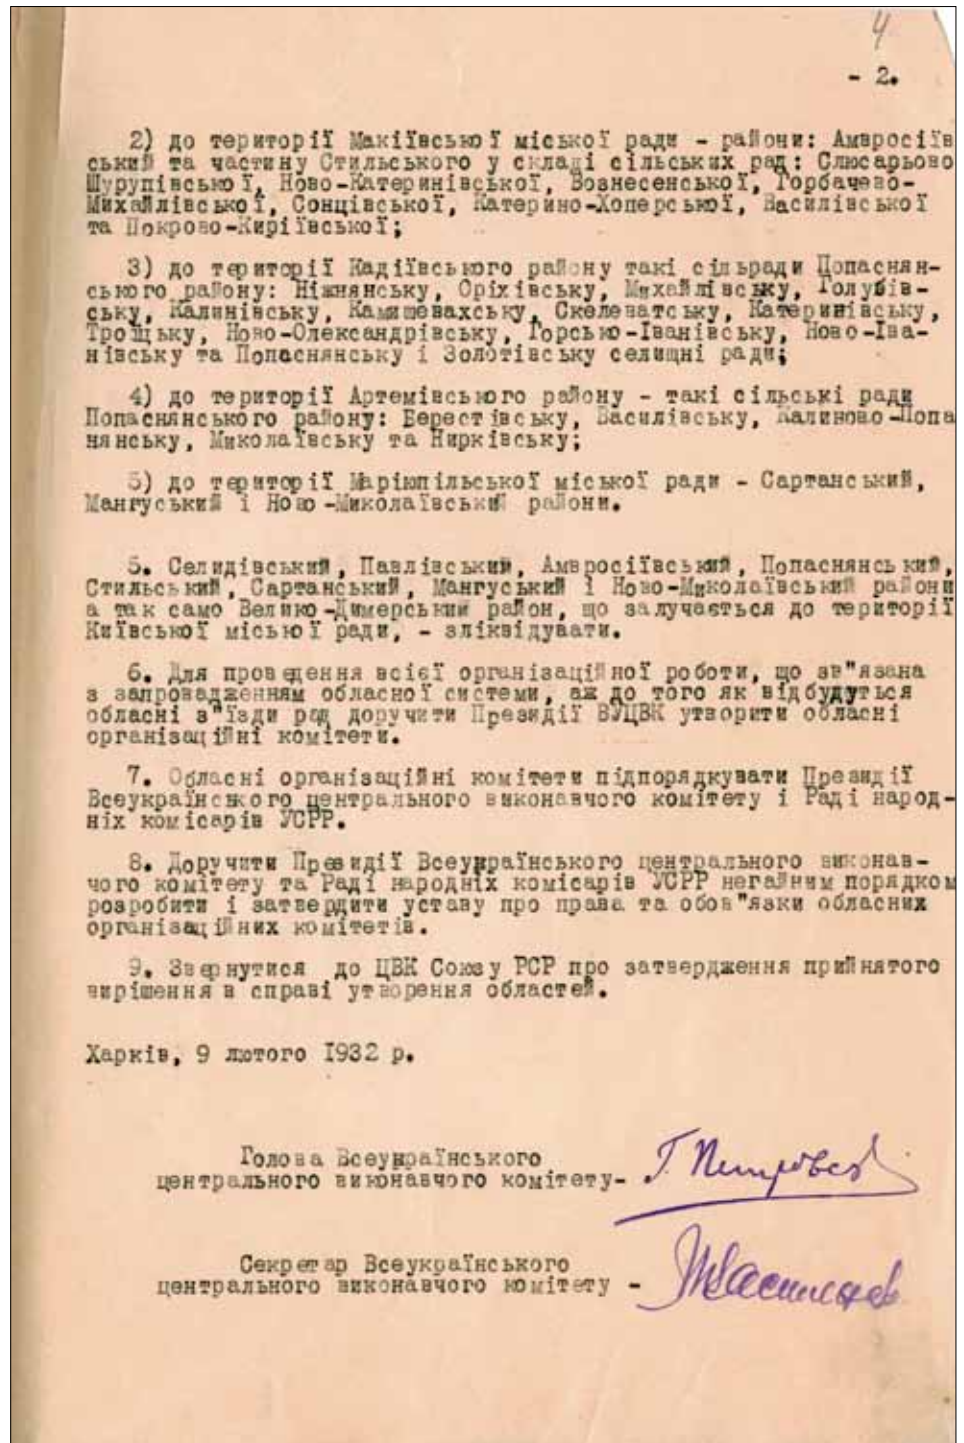 4
- 2.
2) до території Макіївської міської ради - райони: Амвросіїв
ський та частину Стильського у складі сільських рад: Слюсарьово
Шурупівської, Ново-Катеринівської, Вознесенської, Горбачево-
Михайлівської, Сонцівської, Катерино-Хоперської, Василівської
та Покрово-Киріївської;
3) до території Кадіївського району такі сільради Попаснян-
ського району: Ніжнянську, Оріхівську, Михайлівську, Голубів-
ську, Калинівську, Камишевахську, Скелеватську, Катеринівську,
Троїцьку, Ново-Олександрівську, Горсько-Іванівську, Ново-Іва-
нівську та Попаснянську і Золотівську селищні ради;
4) до території Артемівського району - такі сільські ради
Попаснянського району: Берестівську, Василівську, Калиново-Попа
нянську, Миколаївську та Нирківську;
5) до території Маріюпільської міської ради - Сартанський,
Мангуський і Ново-Миколаївський райони.
5. Селидівський, Павлівський, Амвросіївський, Попаснянський,
Стильський, Сартанський, Мангуський і Ново-Миколаївський райони
а так само Велико-Димерський район, що залучається до території
Київської міської ради, - зліквідувати.
6. Для проведення всієї організаційної роботи, що зв"язана
з запровадженням обласної системи, аж до того як відбудуться
обласні з"їзди рад доручити Президії ВУЦВК утворити обласні
організаційні комітети.
7. Обласні організаційні комітети підпорядкувати Президії
Всеукраїнського центрального виконавчого комітету і Раді народ-
ніх комісарів УСРР.
8. Доручити Президії Всеукраїнського центрального виконав-
чого комітету та Раді народніх комісарів УСРР негайним порядком
розробити і затвердити уставу про права та обов"язки обласних
організаційних комітетів.
9. Звернутися до ЦВК Союзу РСР про затвердження прийнятого
вирішення в справі утворення областей.
Харків, 9 лютого 1932 р.
Голова Всеукраїнського
центрального виконавчого комітету- Г. Петровс
Секретар Всеукраїнського
центрального виконавчого комітету -